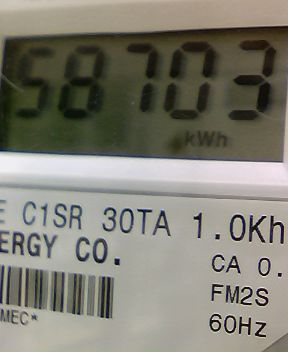 58703
kWh
E C1SR 30TA 1.0Kh
ERGY CO.
CA 0.
FM2S
MEC*
60Hz